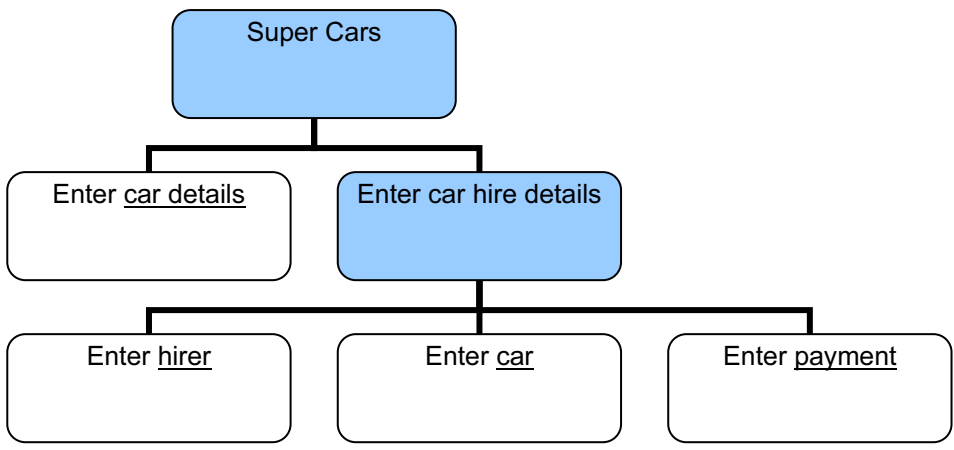 Super Cars
Enter car details
Enter car hire details
Enter hirer
Enter car
Enter payment